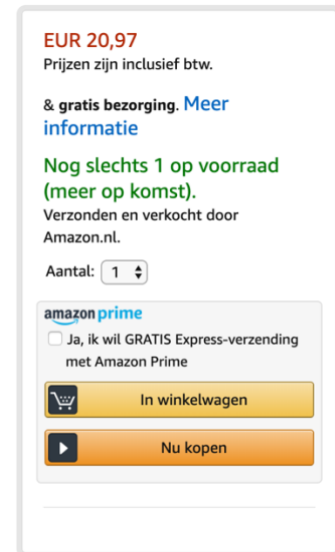 EUR 20,97
Prijzen zijn inclusief btw.
& gratis bezorging. Meer
informatie
Nog slechts 1 op voorraad
(meer op komst).
Verzonden en verkocht door
Amazon.nl.
Aantal: 1
amazon prime
Ja, ik wil GRATIS Express-verzending
met Amazon Prime
In winkelwagen
Nu kopen